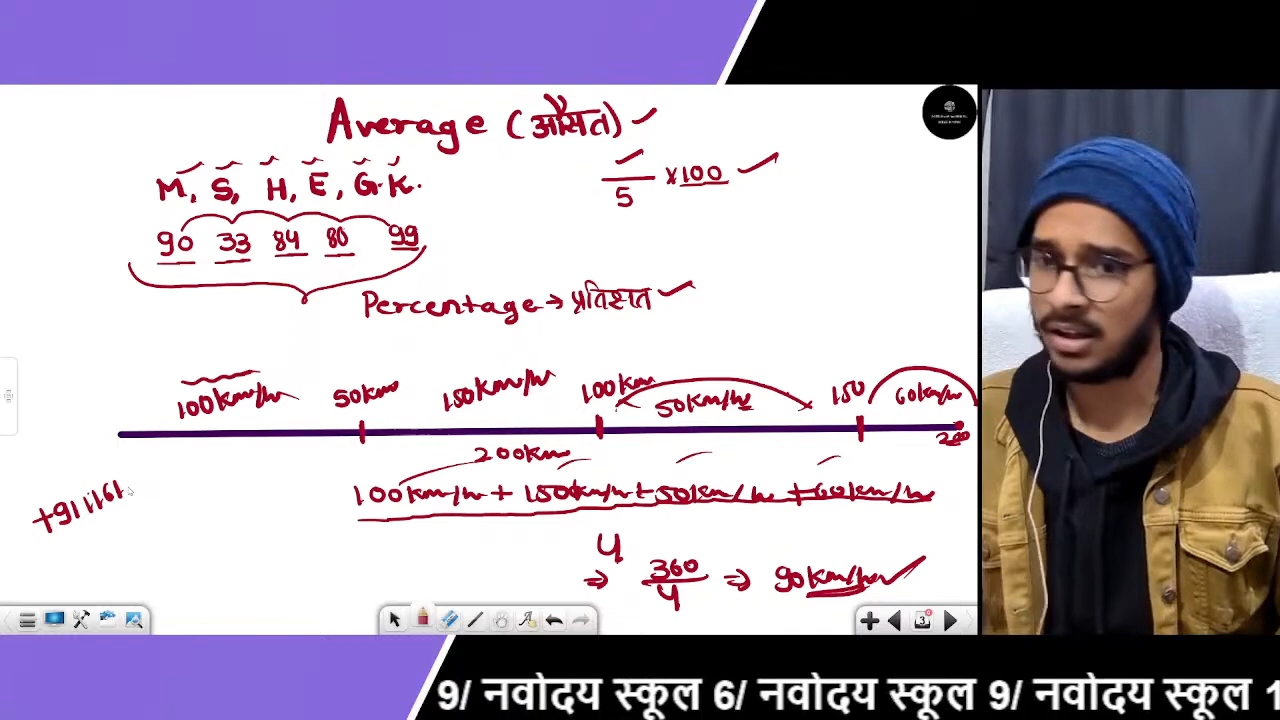 Average (औसत)
M, S, H, E, G.K.
5 × 100
90 33 84 80 99
Percentage → प्रतिशत
100km/hr 50km 150km/hr 100km 50km/hr 150 60km/hr
200
200km
100km/hr + 150km/hr + 50km/hr + 60km/hr
4
⇒ 360/4 ⇒ 90km/hr
9/ नवोदय स्कूल 6/ नवोदय स्कूल 9/ नवोदय स्कूल 1